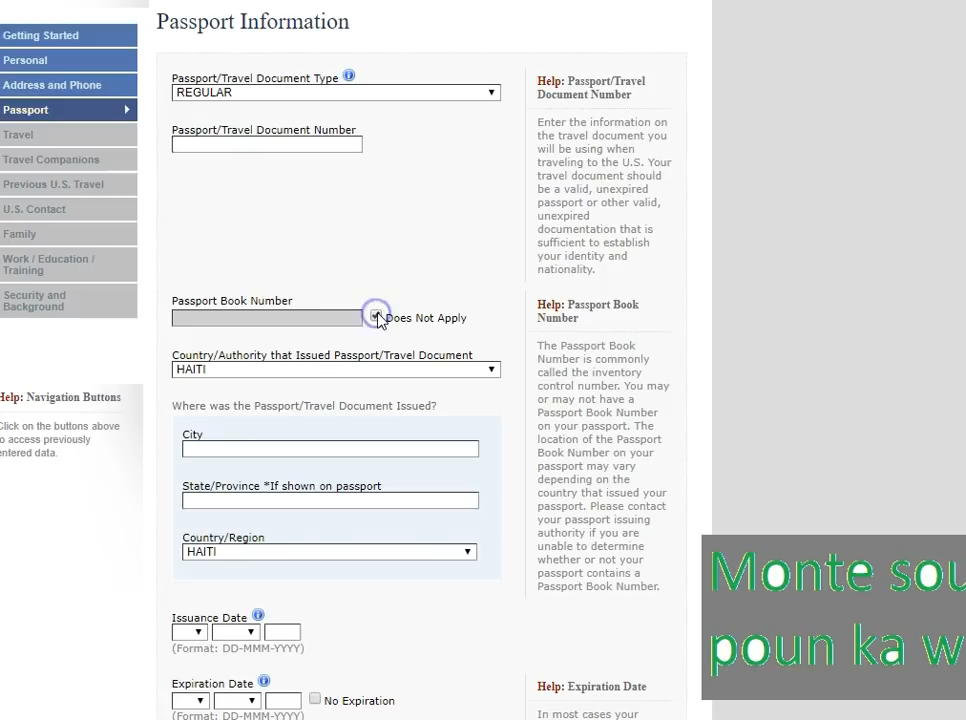 Passport Information
Getting Started
Personal
Address and Phone
Passport
Travel
Travel Companions
Previous U.S. Travel
U.S. Contact
Family
Work / Education /
Training
Security and
Background
Help: Navigation Buttons
Click on the buttons above
to access previously
entered data.
Passport/Travel Document Type
REGULAR
Passport/Travel Document Number
Help: Passport/Travel
Document Number
Enter the information on
the travel document you
will be using when
traveling to the U.S. Your
travel document should
be a valid, unexpired
passport or other valid,
unexpired
documentation that is
sufficient to establish
your identity and
nationality.
Passport Book Number
Does Not Apply
Country/Authority that Issued Passport/Travel Document
HAITI
Where was the Passport/Travel Document Issued?
City
State/Province *If shown on passport
Country/Region
HAITI
Help: Passport Book
Number
The Passport Book
Number is commonly
called the inventory
control number. You may
or may not have a
Passport Book Number
on your passport. The
location of the Passport
Book Number on your
passport may vary
depending on the
country that issued your
passport. Please contact
your passport issuing
authority if you are
unable to determine
whether or not your
passport contains a
Passport Book Number.
Issuance Date
(Format: DD-MMM-YYYY)
Expiration Date
No Expiration
(Format: DD-MMM-YYYY)
Help: Expiration Date
In most cases your
Monte sou
poun ka w